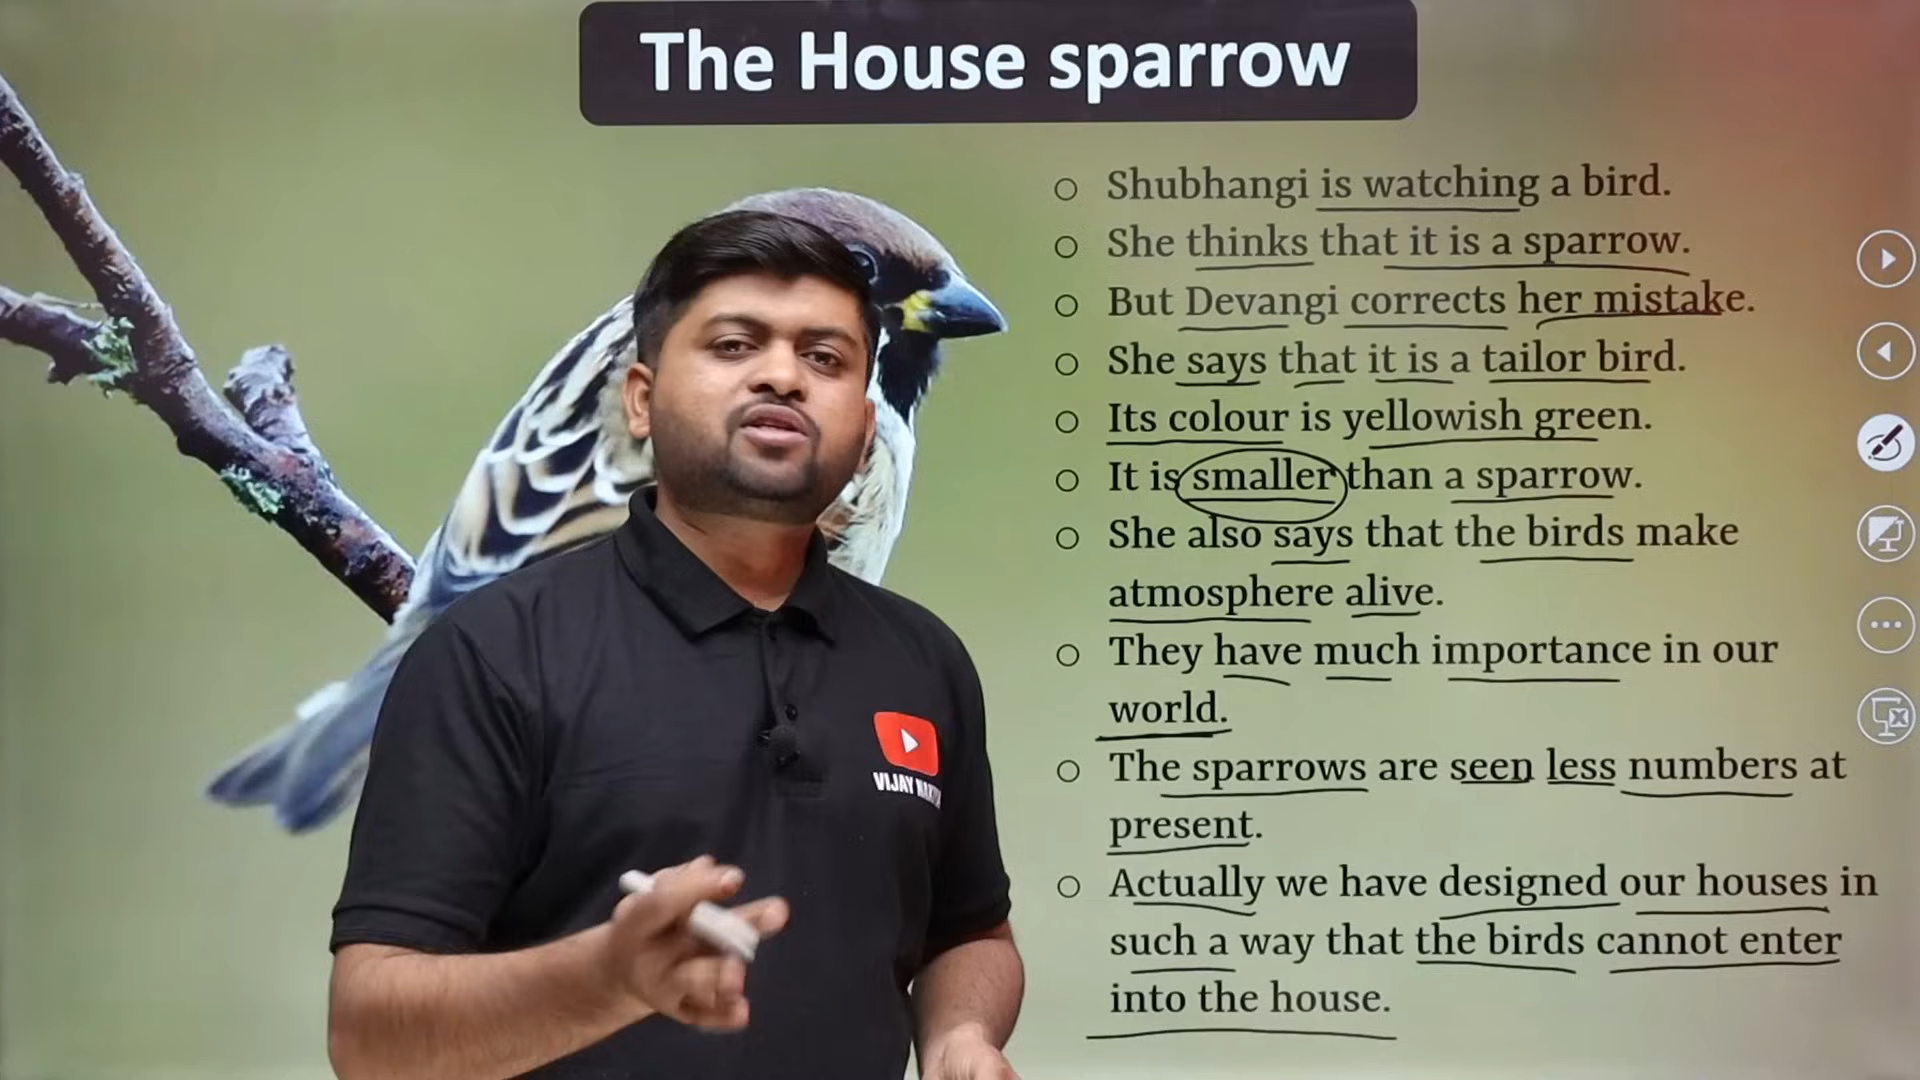 The House sparrow
Shubhangi is watching a bird.
She thinks that it is a sparrow.
But Devangi corrects her mistake.
She says that it is a tailor bird.
Its colour is yellowish green.
It is smaller than a sparrow.
She also says that the birds make
atmosphere alive.
They have much importance in our
world.
The sparrows are seen less numbers at
present.
Actually we have designed our houses in
such a way that the birds cannot enter
into the house.
VIJAY